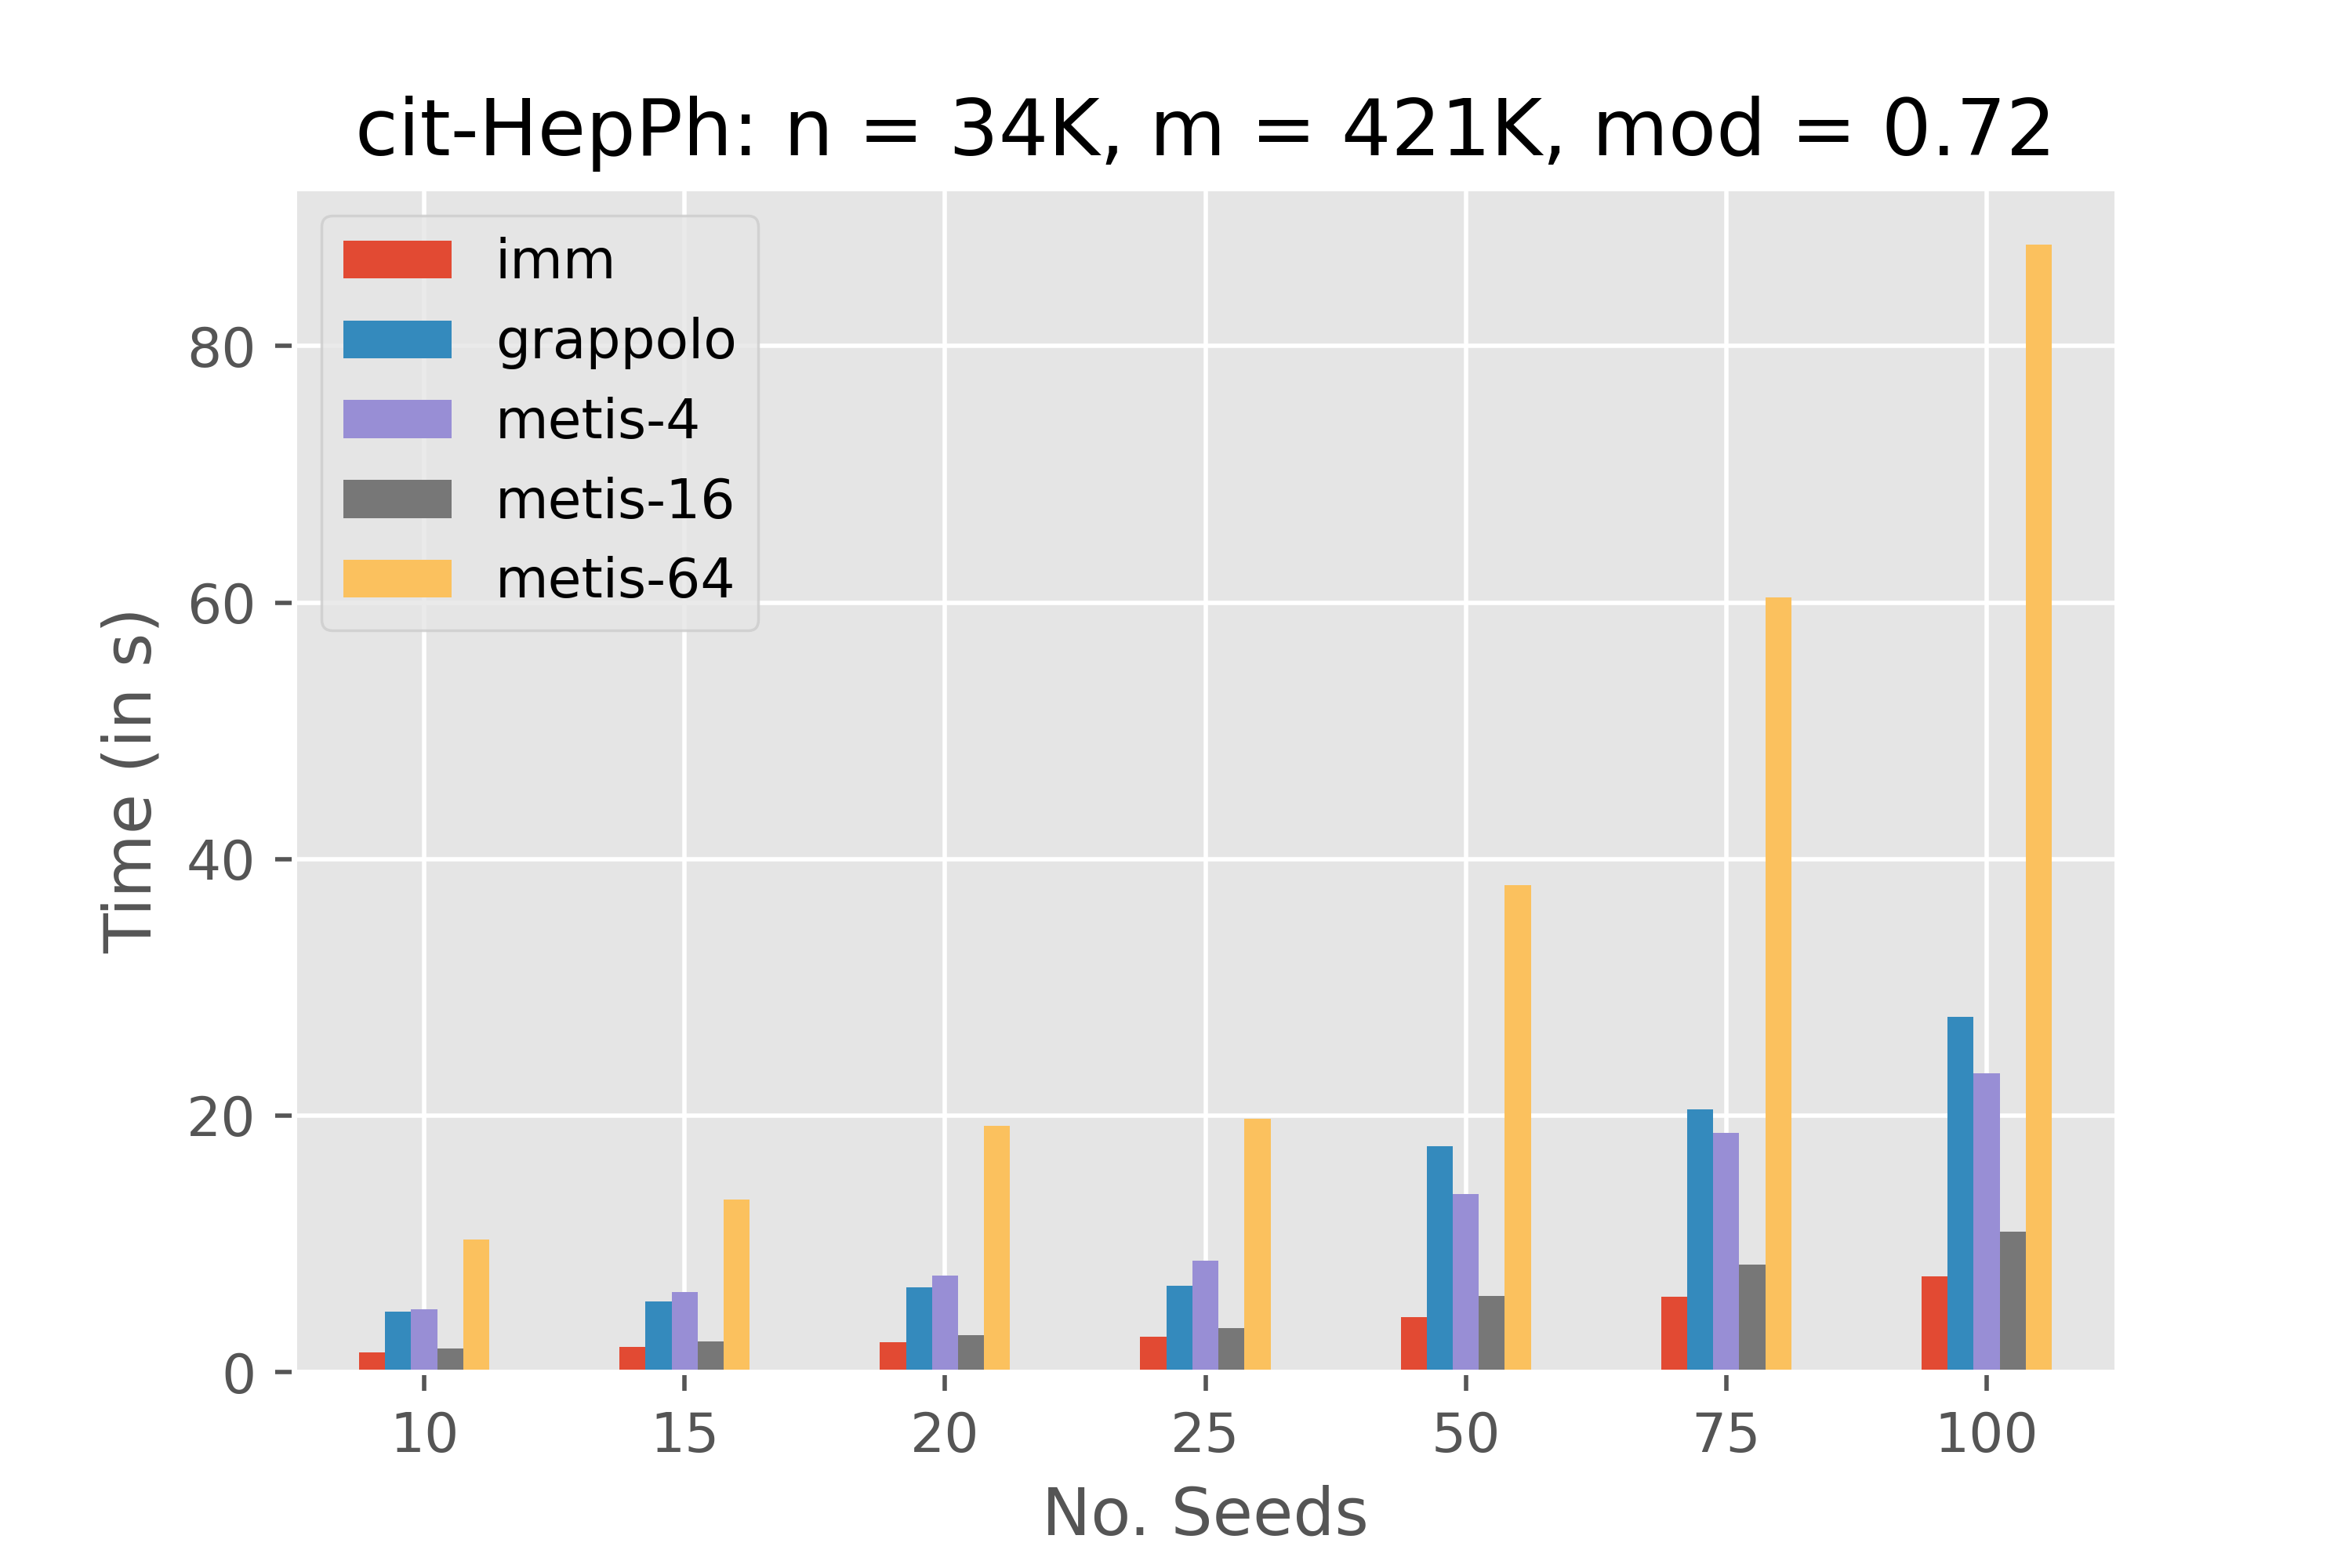 cit-HepPh: n = 34K, m = 421K, mod = 0.72
imm
grappolo
metis-4
metis-16
metis-64
Time (in s)
80
60
40
20
0
10 15 20 25 50 75 100
No. Seeds